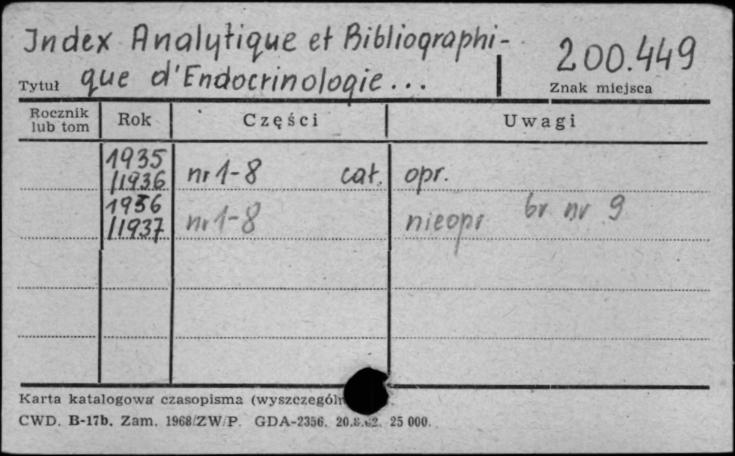 Index Analytique et Bibliographi-
200.449
Tytuł que d'Endocrinologie...
Znak miejsca
Rocznik lub tom Rok Części Uwagi
1935/1936 nr 1-8 cał. opr.
1936/1937 nr 1-8 nieopr br nr 9
Karta katalogowa czasopisma
CWD. B-17b. Zam. 1968/ZW/P. GDA-2356. 25 000.